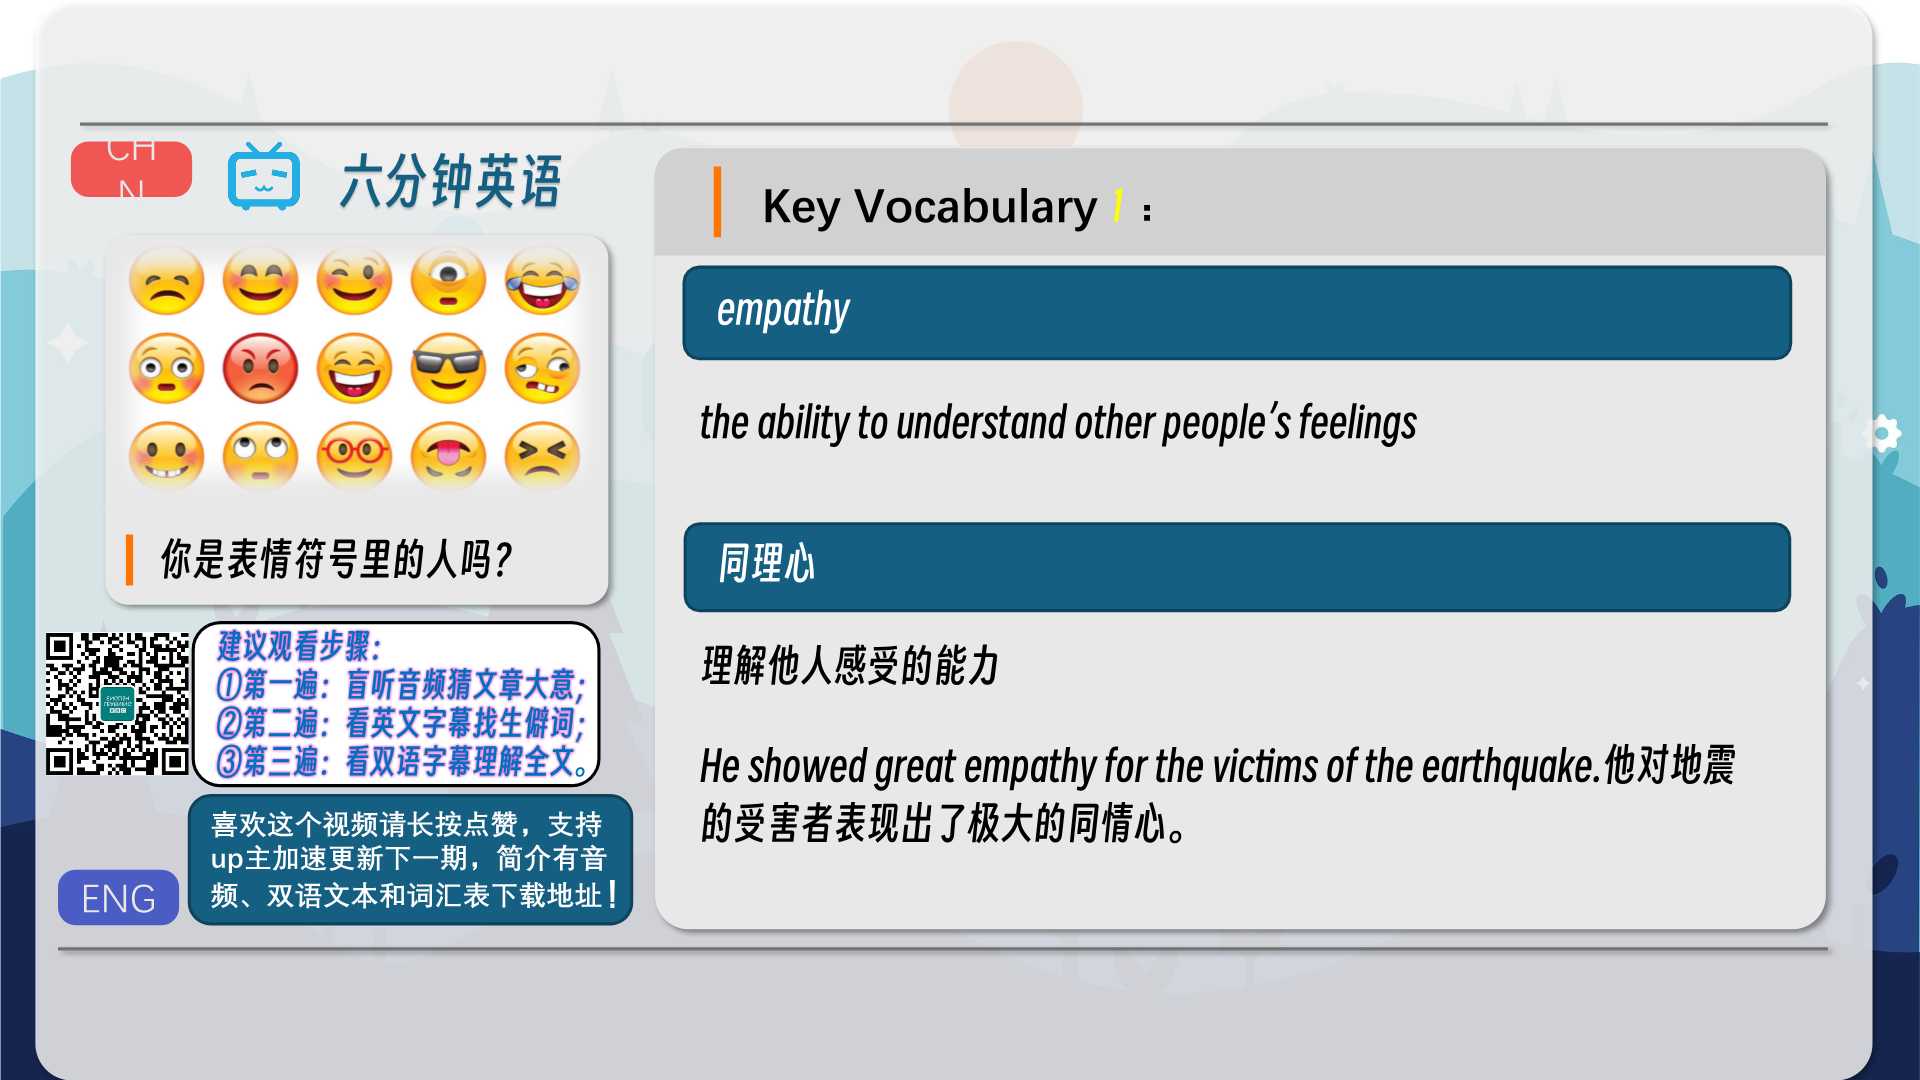 CH
N
六分钟英语
你是表情符号里的人吗?
建议观看步骤:
①第一遍：盲听音频猜文章大意;
②第二遍：看英文字幕找生僻词;
③第三遍：看双语字幕理解全文。
喜欢这个视频请长按点赞，支持
up主加速更新下一期，简介有音
频、双语文本和词汇表下载地址！
ENG
Key Vocabulary 1：
empathy
the ability to understand other people's feelings
同理心
理解他人感受的能力
He showed great empathy for the victims of the earthquake.他对地震
的受害者表现出了极大的同情心。